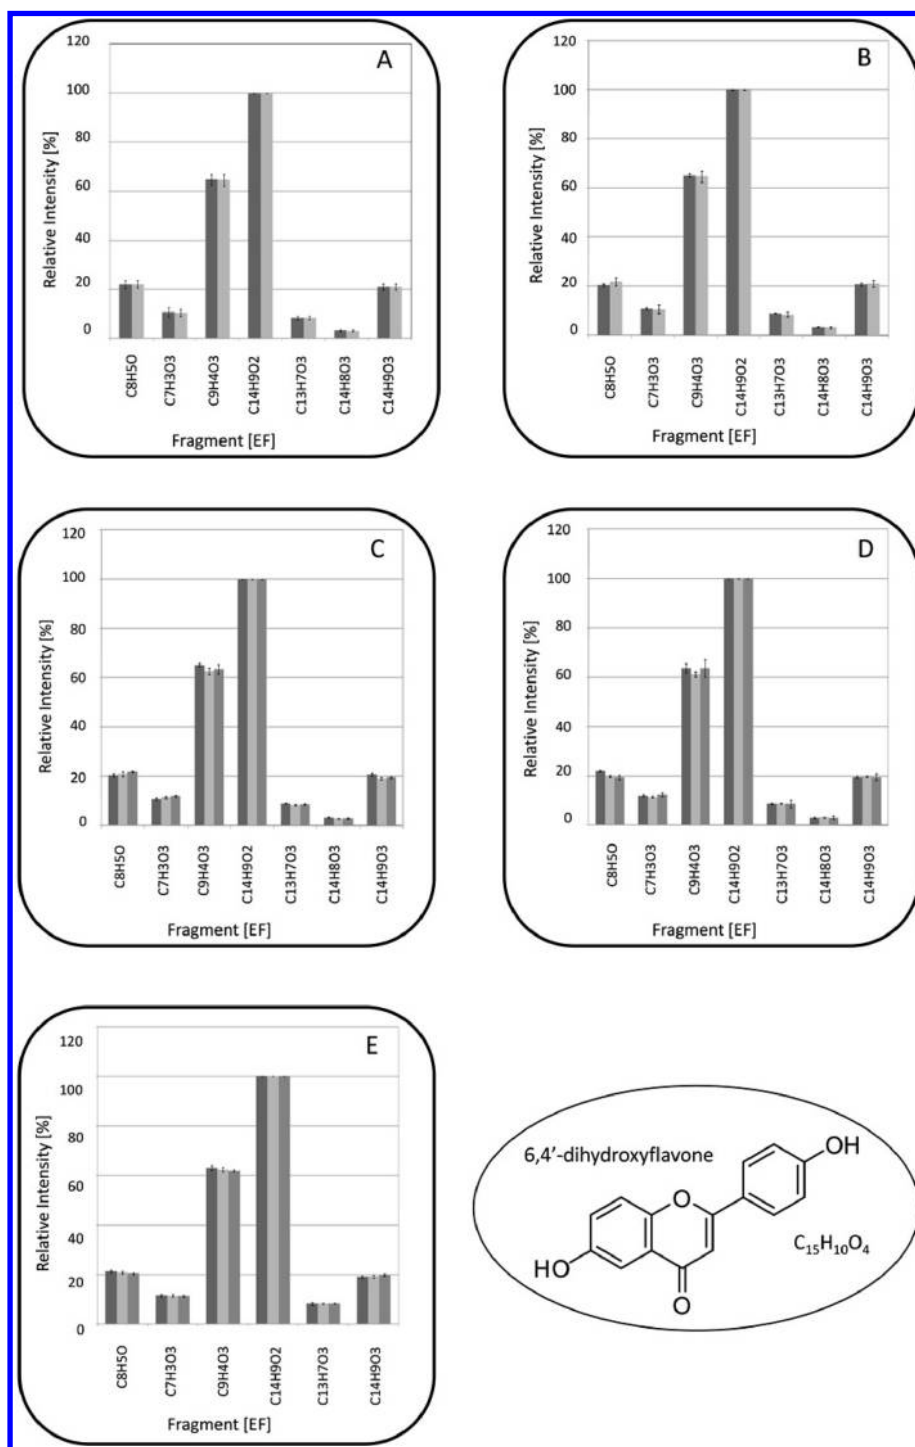 A
Relative Intensity [%]
120
100
80
60
40
20
0
C8H5O
C7H3O3
C9H4O3
C14H9O2
C13H7O3
C14H8O3
C14H9O3
Fragment [EF]
B
Relative Intensity [%]
120
100
80
60
40
20
0
C8H5O
C7H3O3
C9H4O3
C14H9O2
C13H7O3
C14H8O3
C14H9O3
Fragment [EF]
C
Relative Intensity [%]
120
100
80
60
40
20
0
C8H5O
C7H3O3
C9H4O3
C14H9O2
C13H7O3
C14H8O3
C14H9O3
Fragment [EF]
D
Relative Intensity [%]
120
100
80
60
40
20
0
C8H5O
C7H3O3
C9H4O3
C14H9O2
C13H7O3
C14H8O3
C14H9O3
Fragment [EF]
E
Relative Intensity [%]
120
100
80
60
40
20
0
C8H5O
C7H3O3
C9H4O3
C14H9O2
C13H7O3
C14H9O3
Fragment [EF]
6,4'-dihydroxyflavone
OH
O
C₁₅H₁₀O₄
HO
O